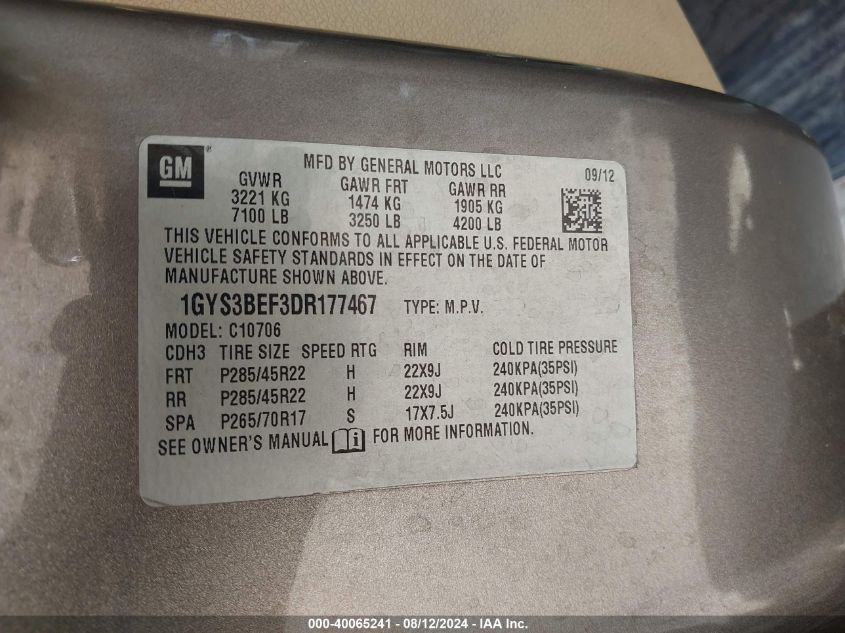 GM ®
MFD BY GENERAL MOTORS LLC 09/12
GVWR GAWR FRT GAWR RR
3221 KG 1474 KG 1905 KG
7100 LB 3250 LB 4200 LB
THIS VEHICLE CONFORMS TO ALL APPLICABLE U.S. FEDERAL MOTOR
VEHICLE SAFETY STANDARDS IN EFFECT ON THE DATE OF
MANUFACTURE SHOWN ABOVE.
1GYS3BEF3DR177467 TYPE: M.P.V.
MODEL: C10706
CDH3 TIRE SIZE SPEED RTG RIM COLD TIRE PRESSURE
FRT P285/45R22 H 22X9J 240KPA(35PSI)
RR P285/45R22 H 22X9J 240KPA(35PSI)
SPA P265/70R17 S 17X7.5J 240KPA(35PSI)
SEE OWNER'S MANUAL i FOR MORE INFORMATION.
000-40065241 - 08/12/2024 - IAA Inc.